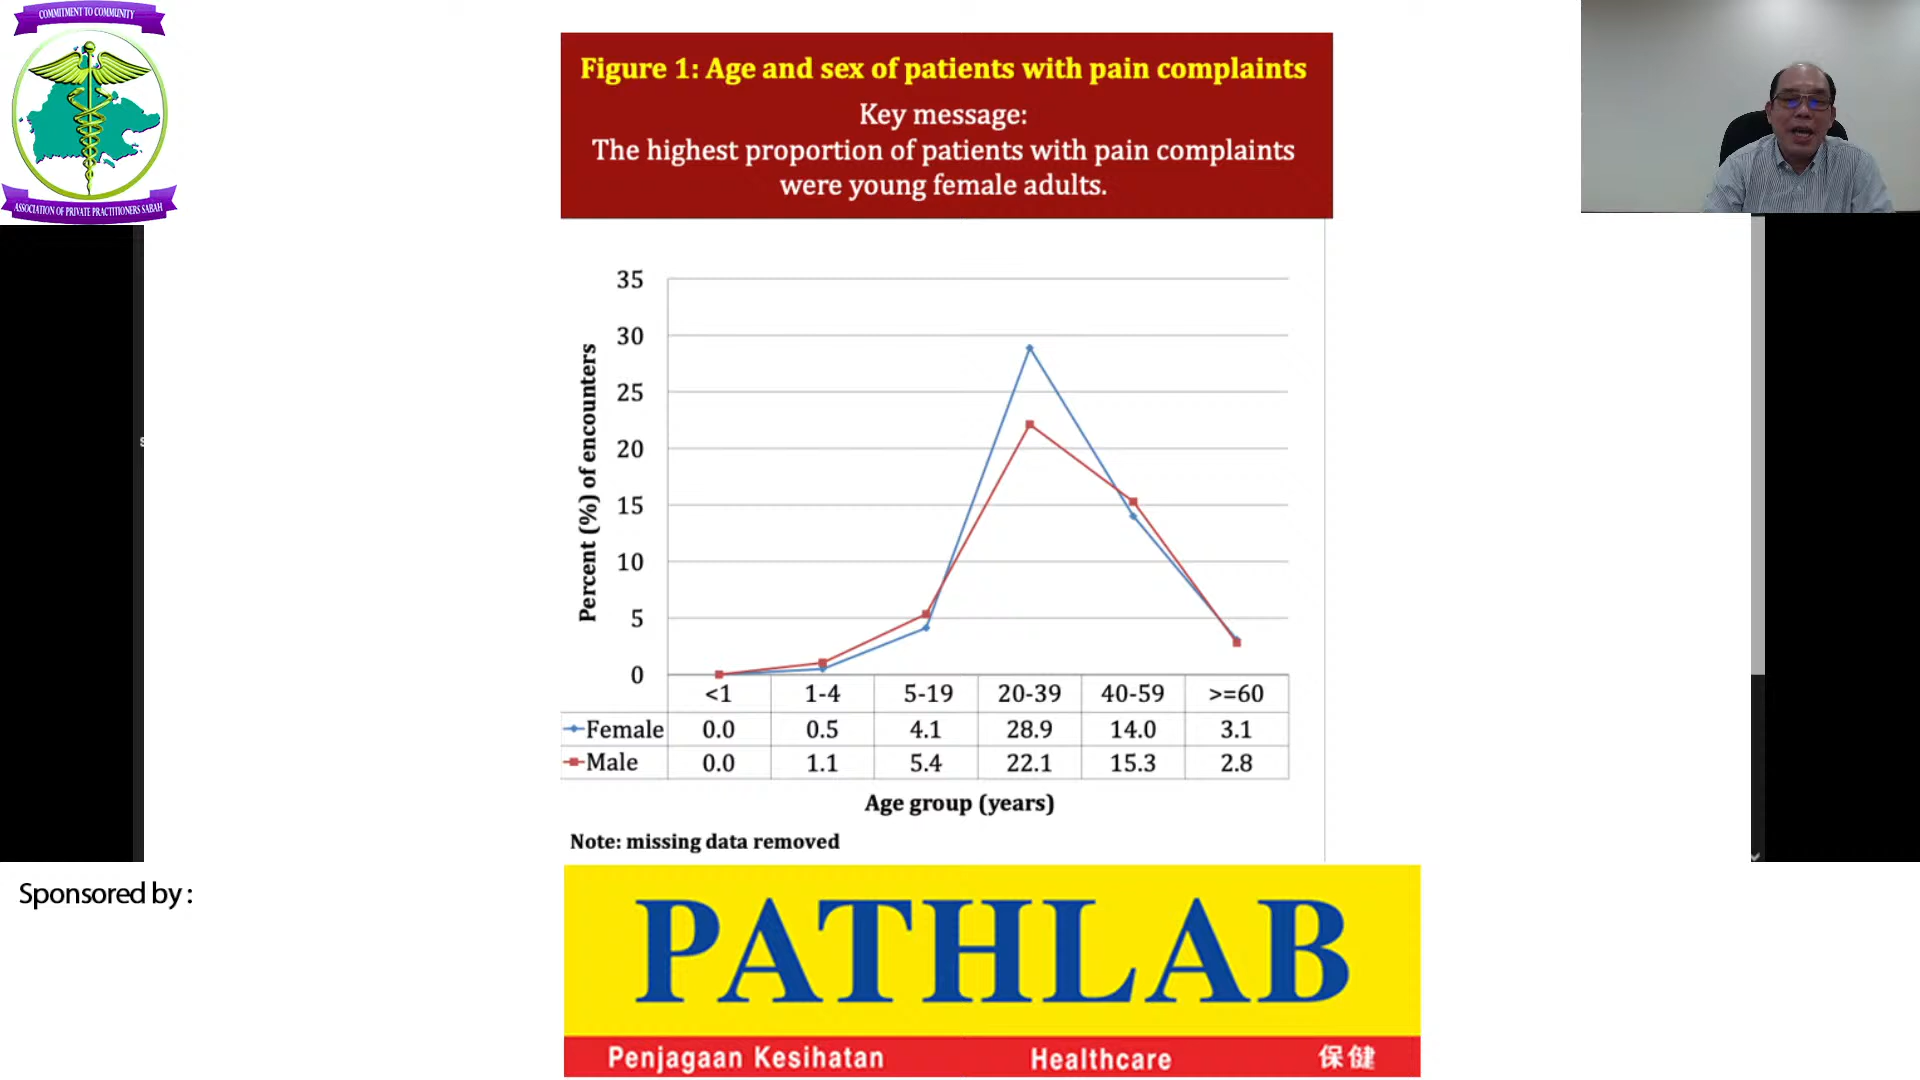 COMMITMENT TO COMMUNITY
ASSOCIATION OF PRIVATE PRACTITIONERS SABAH
Figure 1: Age and sex of patients with pain complaints
Key message:
The highest proportion of patients with pain complaints
were young female adults.
Percent (%) of encounters
35
30
25
20
15
10
5
0
<1 1-4 5-19 20-39 40-59 >=60
Female 0.0 0.5 4.1 28.9 14.0 3.1
Male 0.0 1.1 5.4 22.1 15.3 2.8
Age group (years)
Note: missing data removed
Sponsored by :
PATHLAB
Penjagaan Kesihatan Healthcare 保健